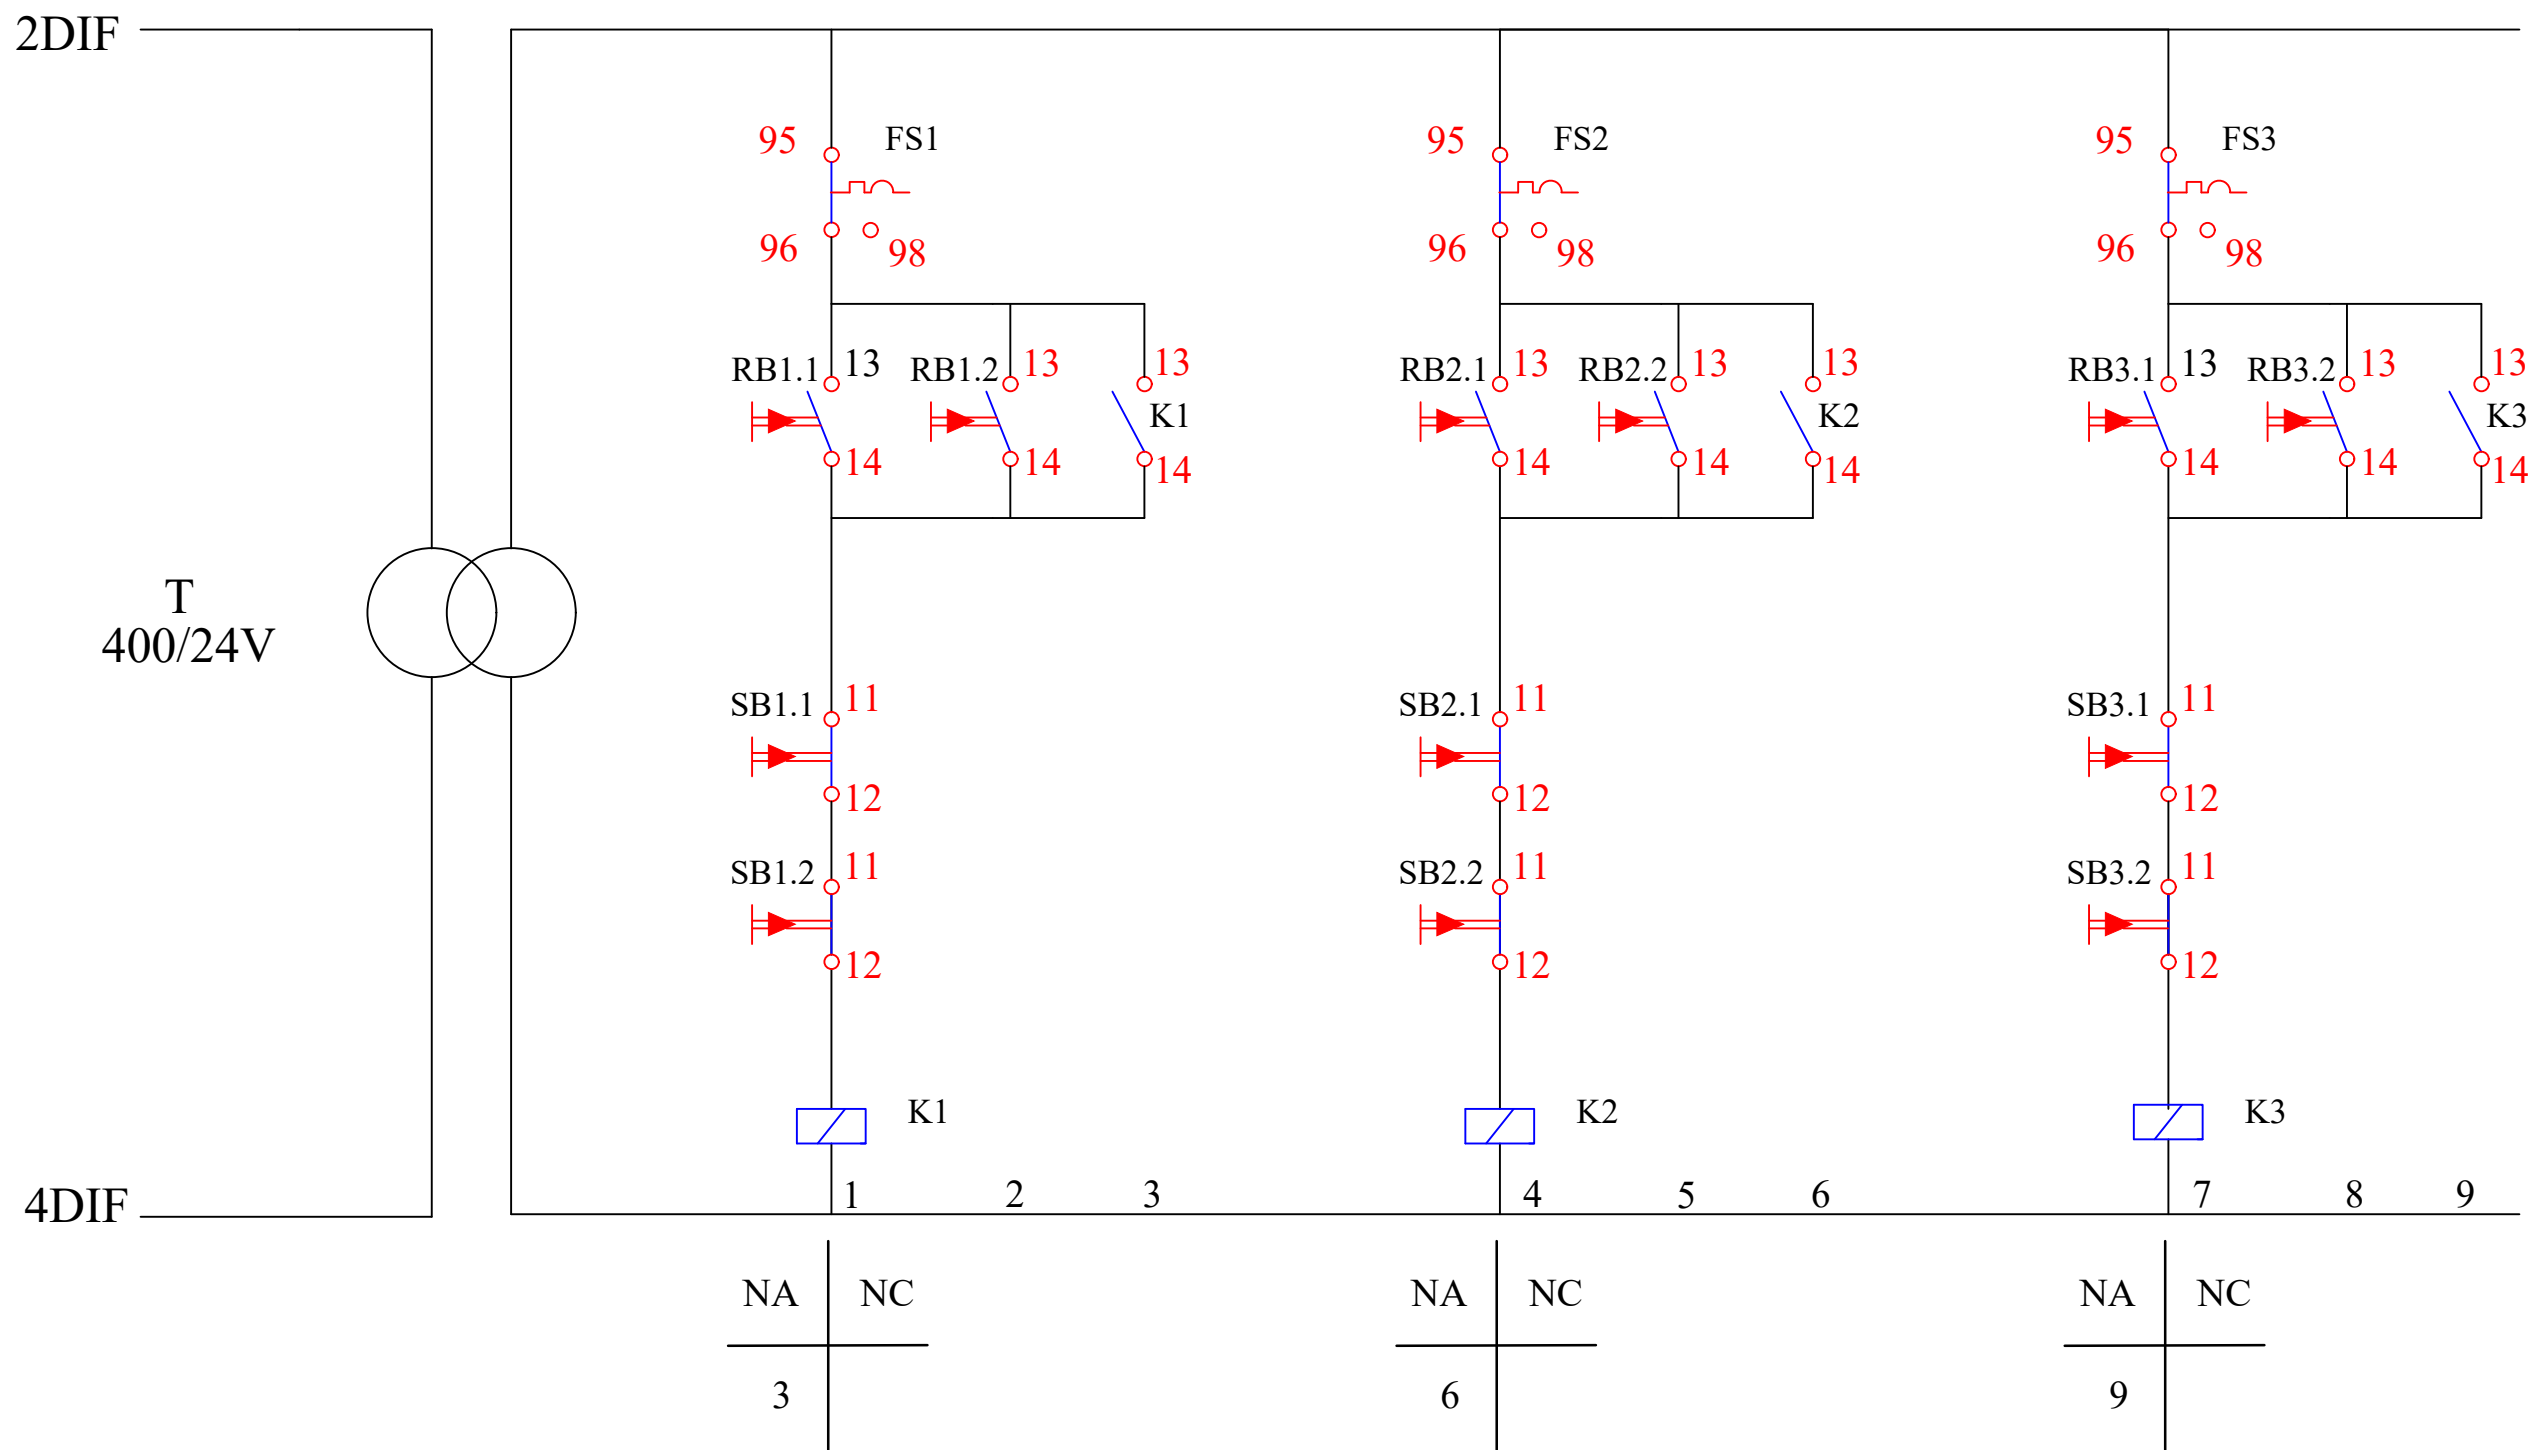 2DIF
95 FS1 95 FS2 95 FS3
96 98 96 98 96 98
RB1.1 13 RB1.2 13 13 RB2.1 13 RB2.2 13 13 RB3.1 13 RB3.2 13 13
K1 K2 K3
14 14 14 14 14 14 14 14 14
T
400/24V
SB1.1 11 SB2.1 11 SB3.1 11
12 12 12
SB1.2 11 SB2.2 11 SB3.2 11
12 12 12
K1 K2 K3
4DIF 1 2 3 4 5 6 7 8 9
NA NC NA NC NA NC
3 6 9